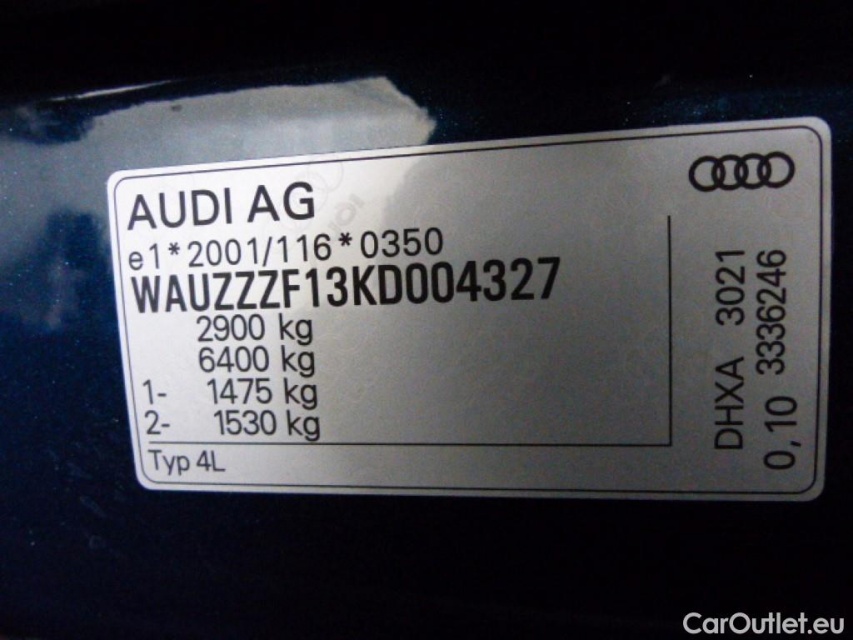 AUDI AG
e1*2001/116*0350
WAUZZZF13KD004327
2900 kg
6400 kg
1- 1475 kg
2- 1530 kg
Typ 4L
DHXA 3021
0,10 3336246
CarOutlet.eu